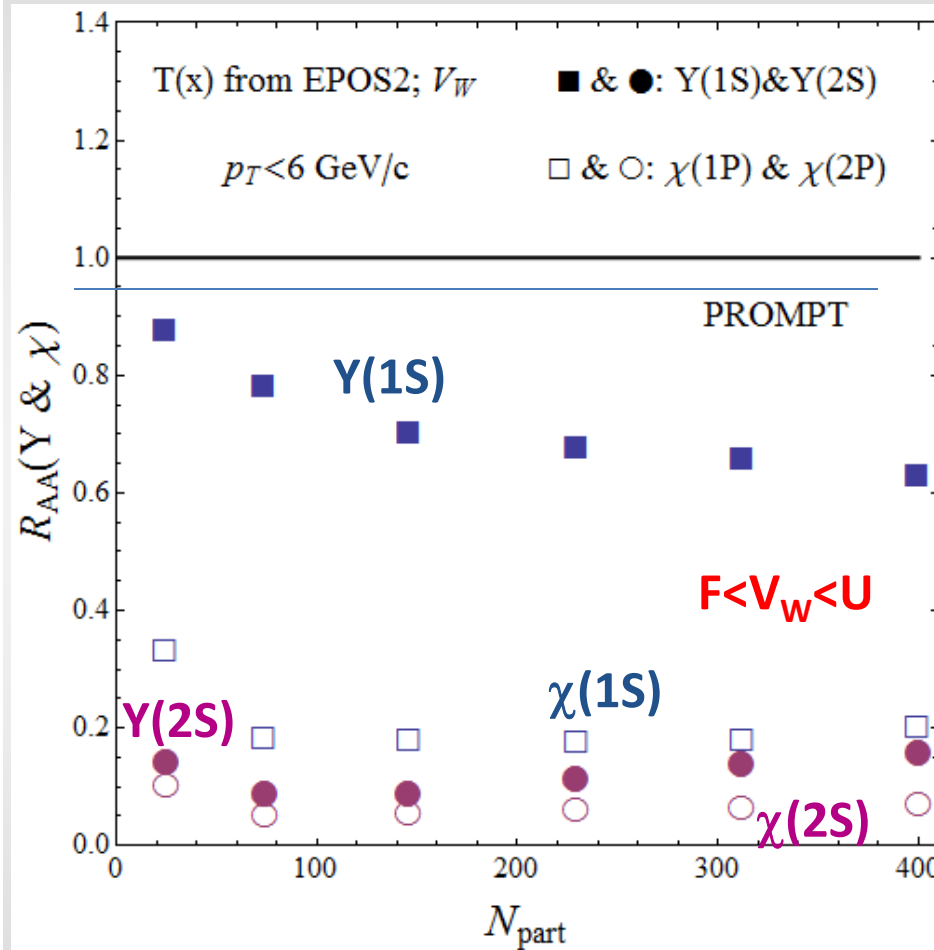 1.4
T(x) from EPOS2; V_W ■ & ●: Y(1S)&Y(2S)
1.2
p_T<6 GeV/c □ & ○: χ(1P) & χ(2P)
1.0
PROMPT
0.8
Y(1S)
R_AA(Y & χ)
0.6
F<V_W<U
0.4
χ(1S)
Y(2S)
0.2
χ(2S)
0.0
0 100 200 300 400
N_part